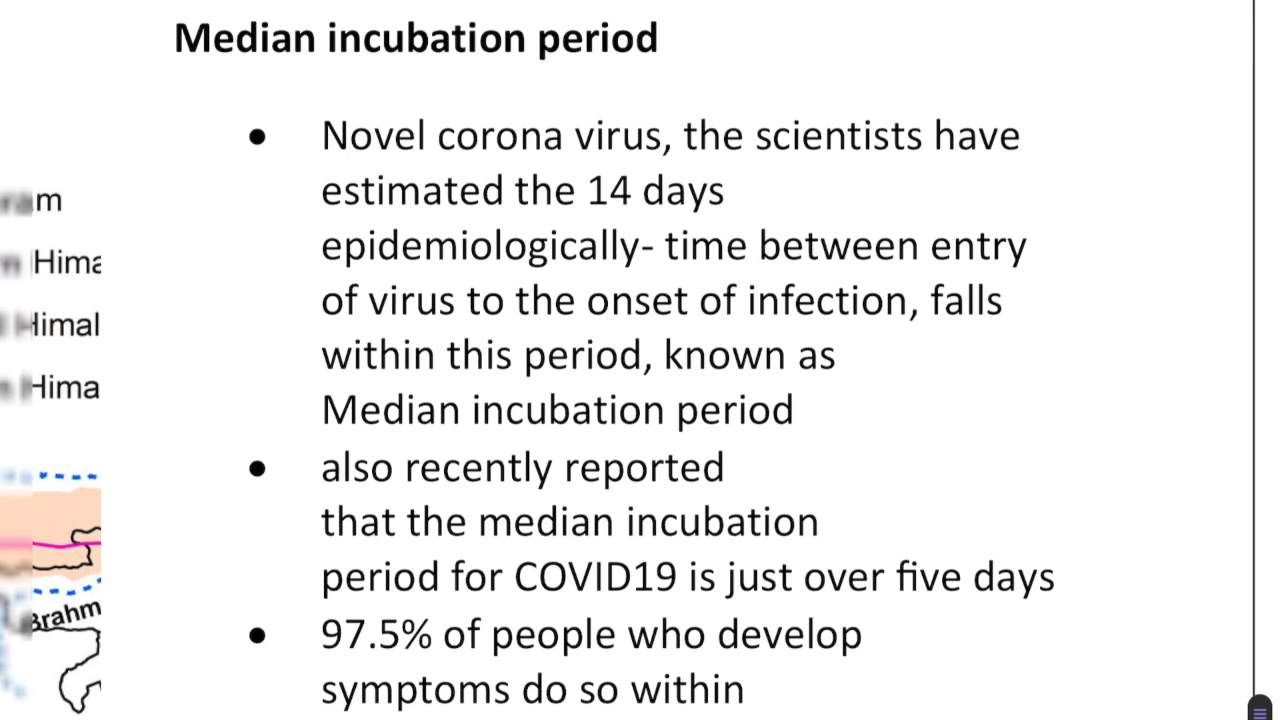 Median incubation period
• Novel corona virus, the scientists have
estimated the 14 days
epidemiologically- time between entry
of virus to the onset of infection, falls
within this period, known as
Median incubation period
• also recently reported
that the median incubation
period for COVID19 is just over five days
• 97.5% of people who develop
symptoms do so within
Hima
Himal
Hima
Brahm